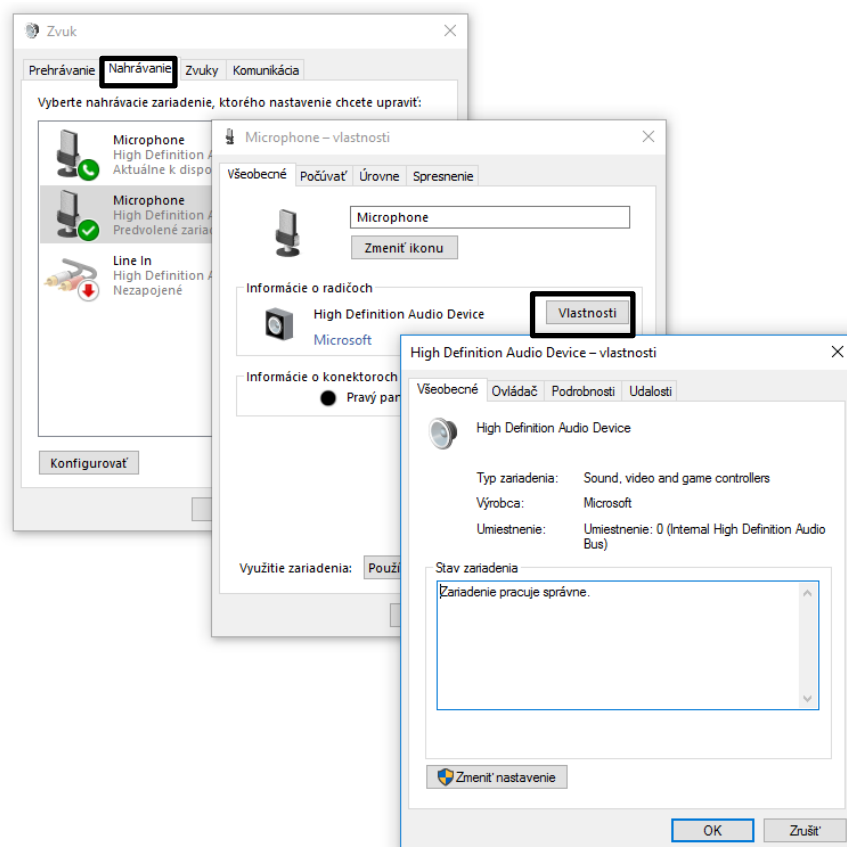 Zvuk
Prehrávanie Nahrávanie Zvuky Komunikácia
Vyberte nahrávacie zariadenie, ktorého nastavenie chcete upraviť:
Microphone
High Definition
Aktuálne k
Microphone
High Definition
Predvolené
Line In
High Definition
Nezapojené
Konfigurovať
Microphone – vlastnosti
Všeobecné Počúvať Úrovne Spresnenie
Microphone
Zmeniť ikonu
Informácie o radičoch
High Definition Audio Device
Vlastnosti
Microsoft
Informácie o konektoroch
Pravý
Využitie zariadenia:
High Definition Audio Device – vlastnosti
Všeobecné Ovládač Podrobnosti Udalosti
High Definition Audio Device
Typ zariadenia: Sound, video and game controllers
Výrobca: Microsoft
Umiestnenie: Umiestnenie: 0 (Internal High Definition Audio
Bus)
Stav zariadenia
Zariadenie pracuje správne.
Zmeniť nastavenie
OK Zrušiť